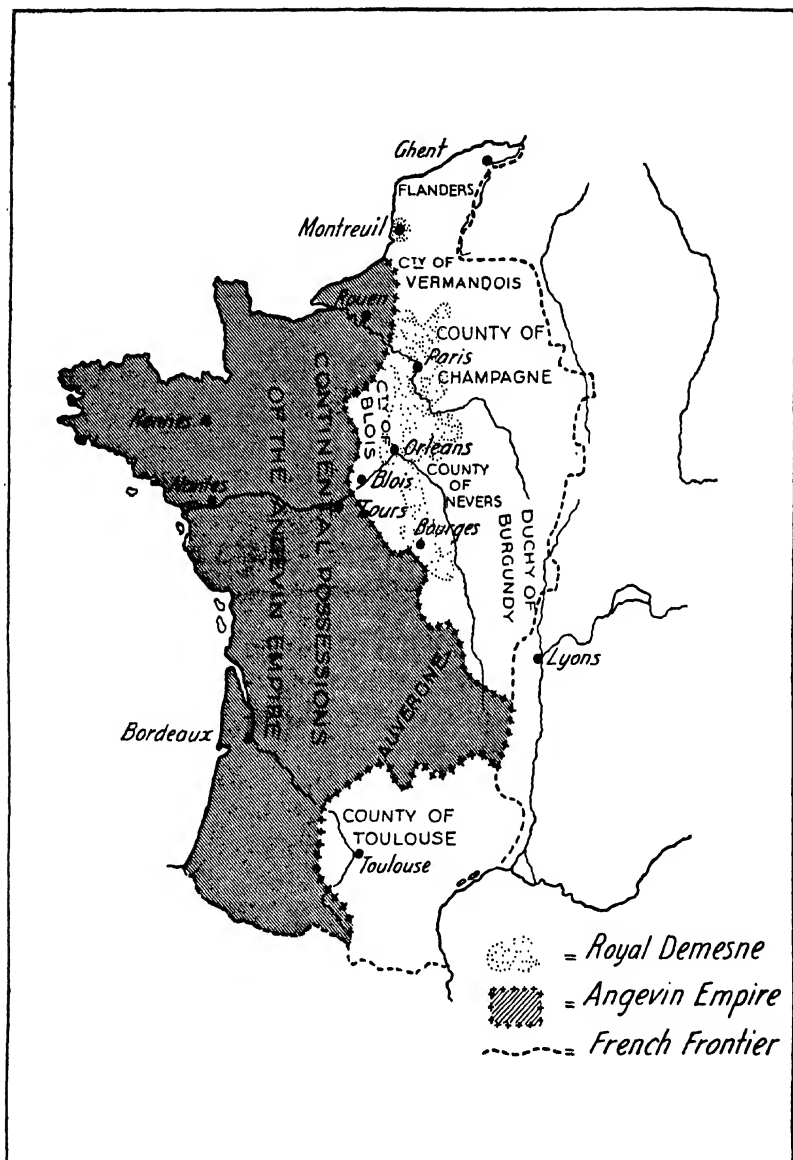 Ghent
FLANDERS
Montreuil
CTY OF
VERMANDOIS
Rouen
COUNTY OF
CHAMPAGNE
Paris
CTY OF
BLOIS
Orleans
Rennes
CONTINENTAL POSSESSIONS
OF THE ANGEVIN EMPIRE
Blois
COUNTY
OF
NEVERS
Nantes
Tours
Bourges
DUCHY OF
BURGUNDY
Lyons
AUVERGNE
Bordeaux
COUNTY OF
TOULOUSE
Toulouse
= Royal Demesne
= Angevin Empire
= French Frontier